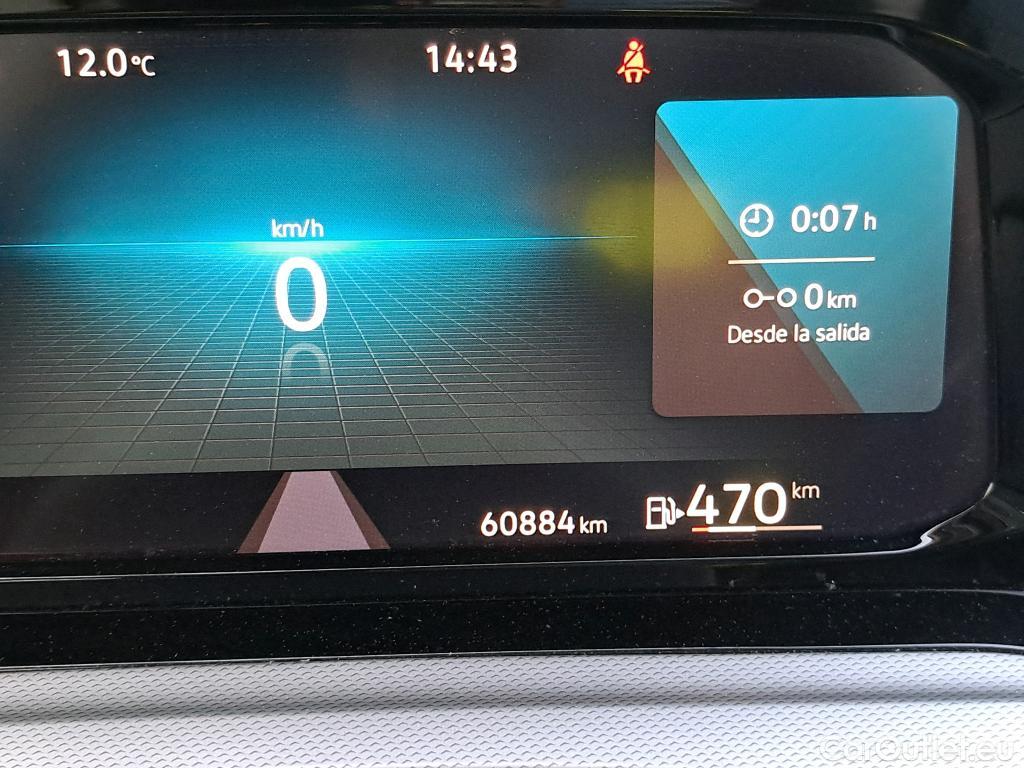 12.0°C 14:43
km/h
0
0:07 h
0 km
Desde la salida
60884 km
470 km
CarOutlet.eu